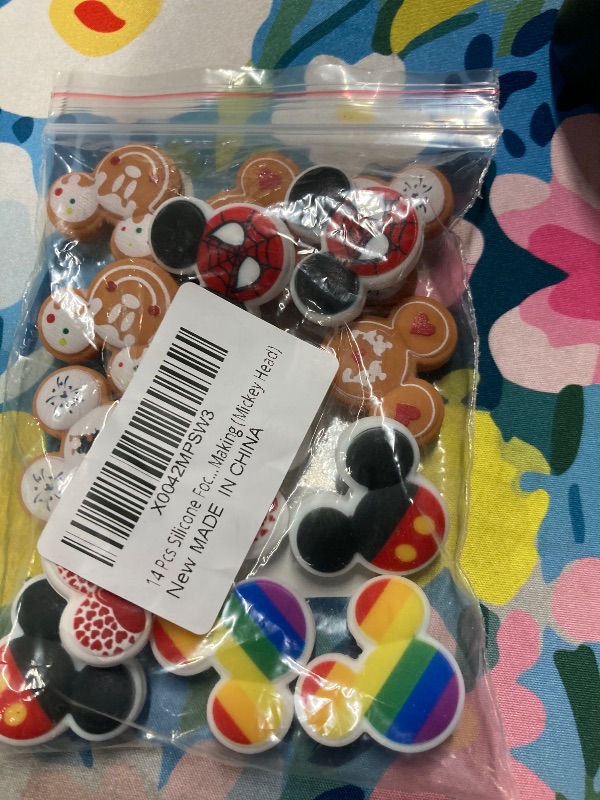 X0042MPSW3
14 Pcs Silicone Foc...Making (Mickey Head)
New MADE IN CHINA